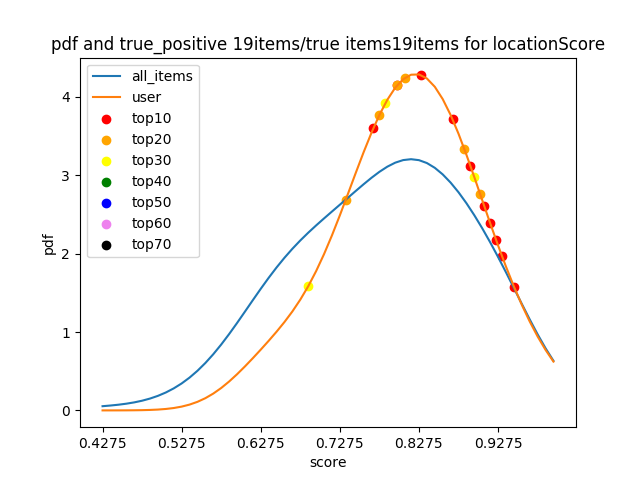 pdf and true_positive 19items/true items19items for locationScore
all_items
user
top10
top20
top30
top40
top50
top60
top70
pdf
4
3
2
1
0
0.4275 0.5275 0.6275 0.7275 0.8275 0.9275
score